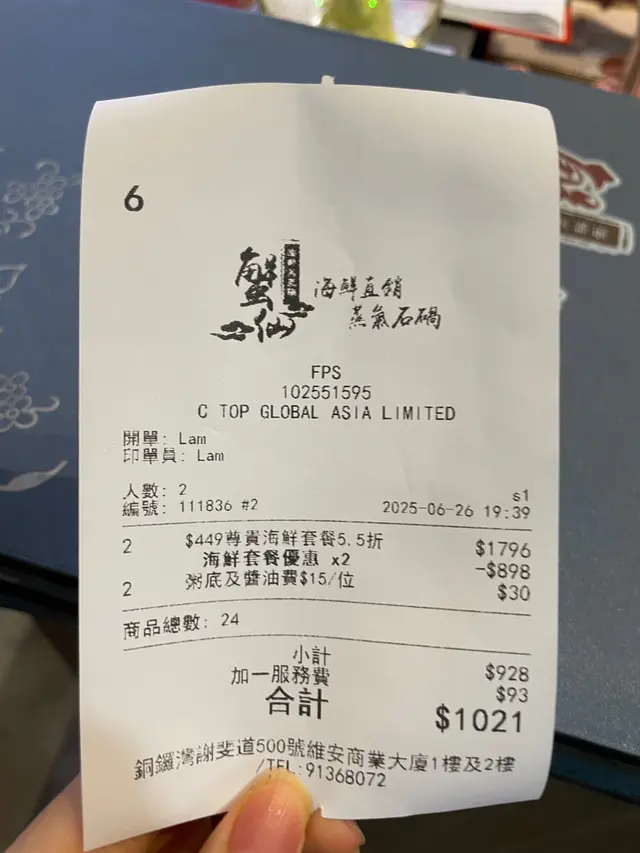 6
蟹仙
海鮮直銷
蒸氣石鍋
FPS
102551595
C TOP GLOBAL ASIA LIMITED
開單: Lam
印單員: Lam
人數: 2
s1
編號: 111836 #2 2025-06-26 19:39
2 $449尊貴海鮮套餐5.5折 $1796
海鮮套餐優惠 x2 -$898
2 粥底及醬油費$15/位 $30
商品總數: 24
小計 $928
加一服務費 $93
合計 $1021
銅鑼灣謝斐道500號維安商業大廈1樓及2樓
/TEL:91368072